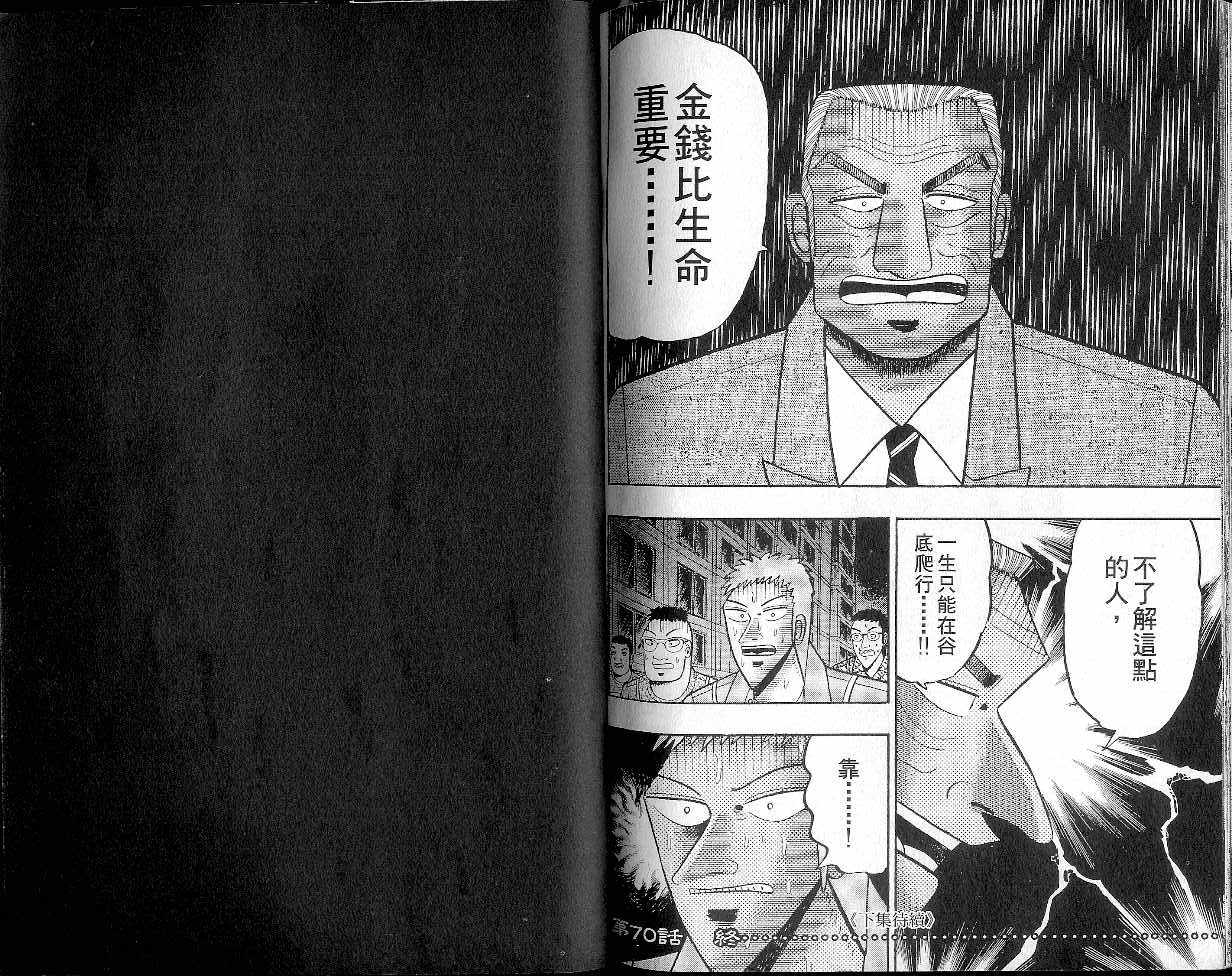 金錢比生命
重要……！
不了解這點
的人，
一生只能在谷
底爬行……!!
靠……！
〈下集待續〉
第70話 終